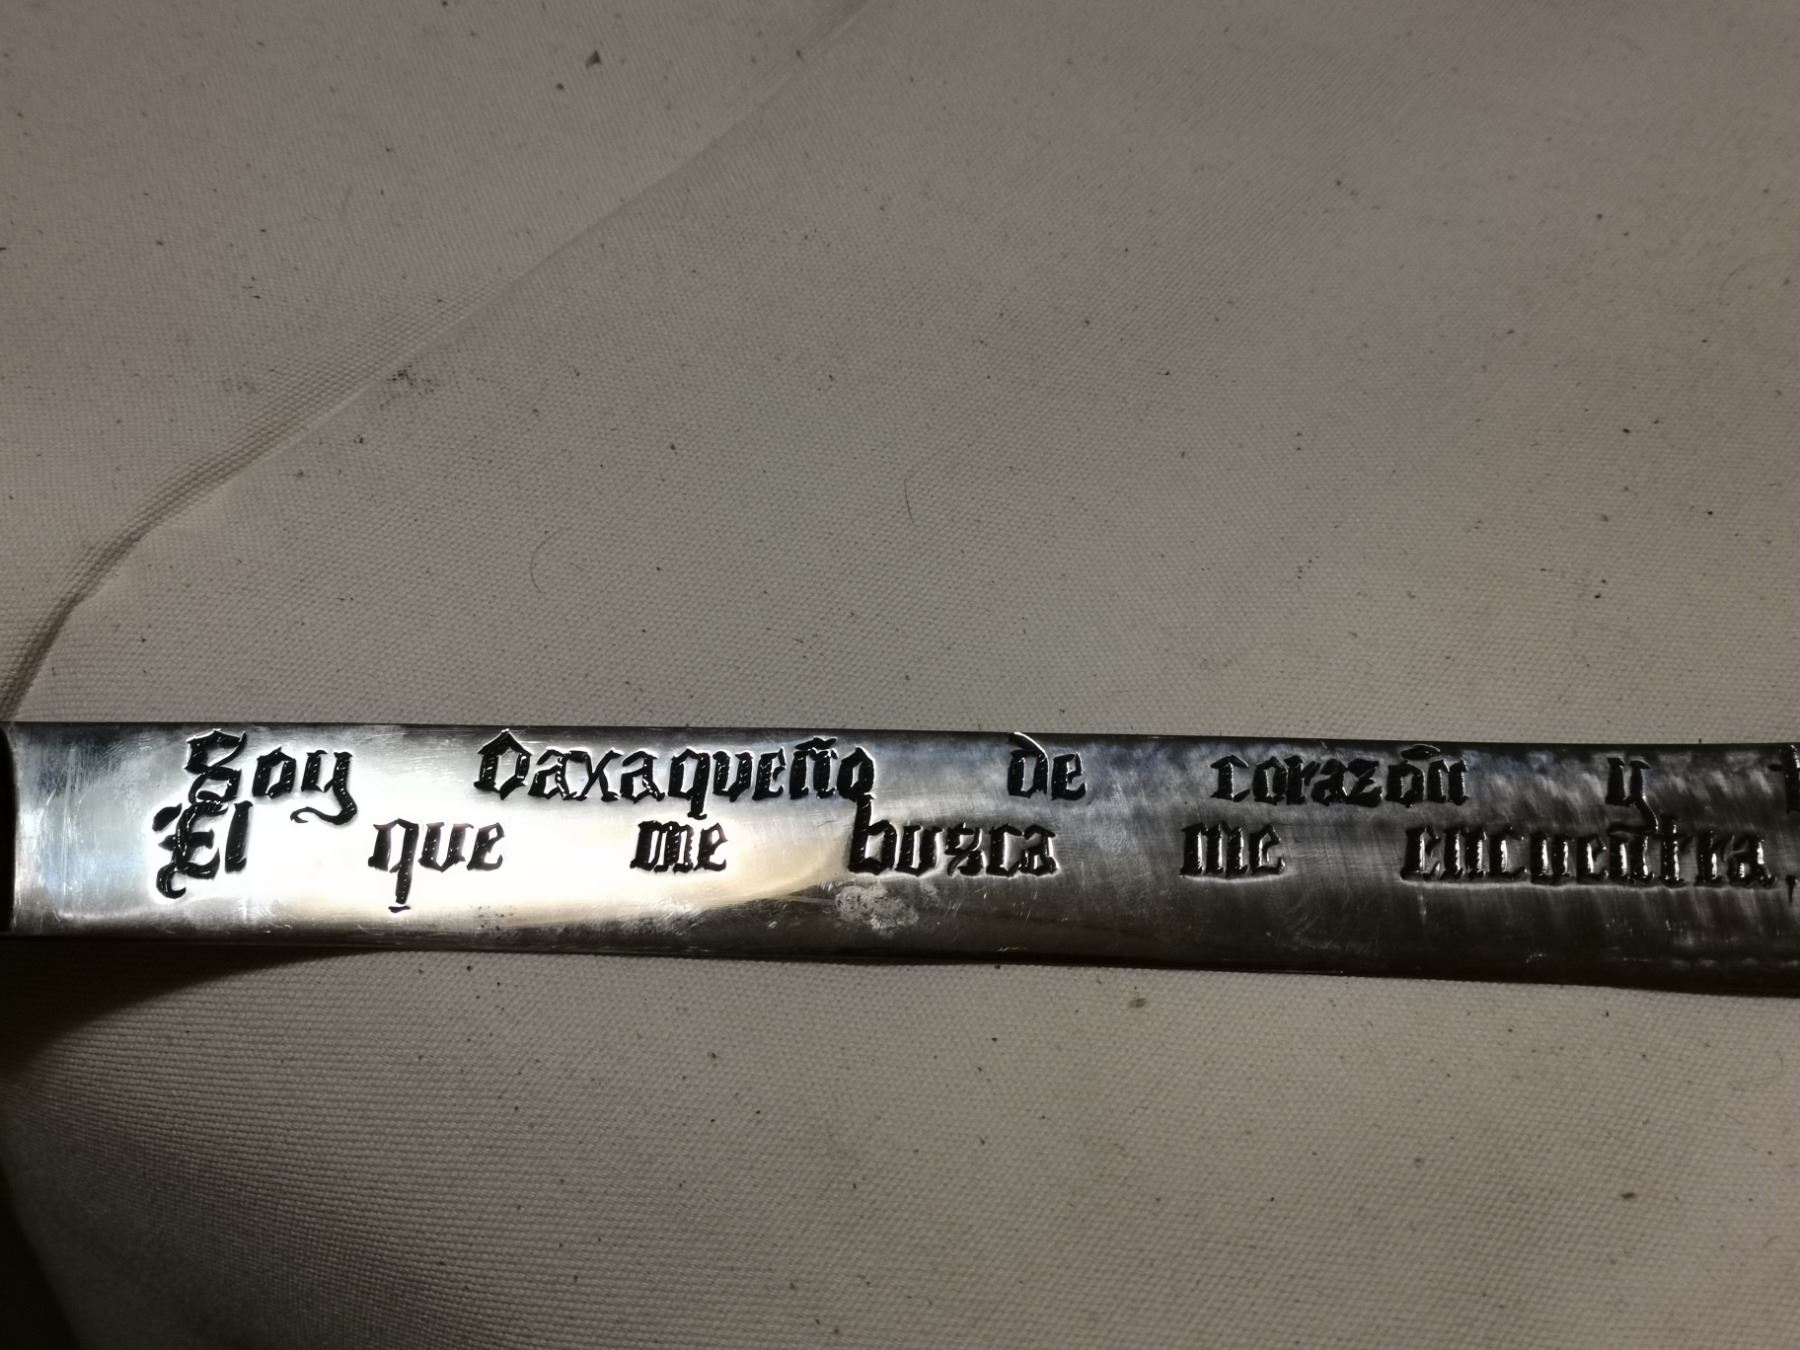 Soy Oaxaqueño de corazón y
El que me busca me encuentra,